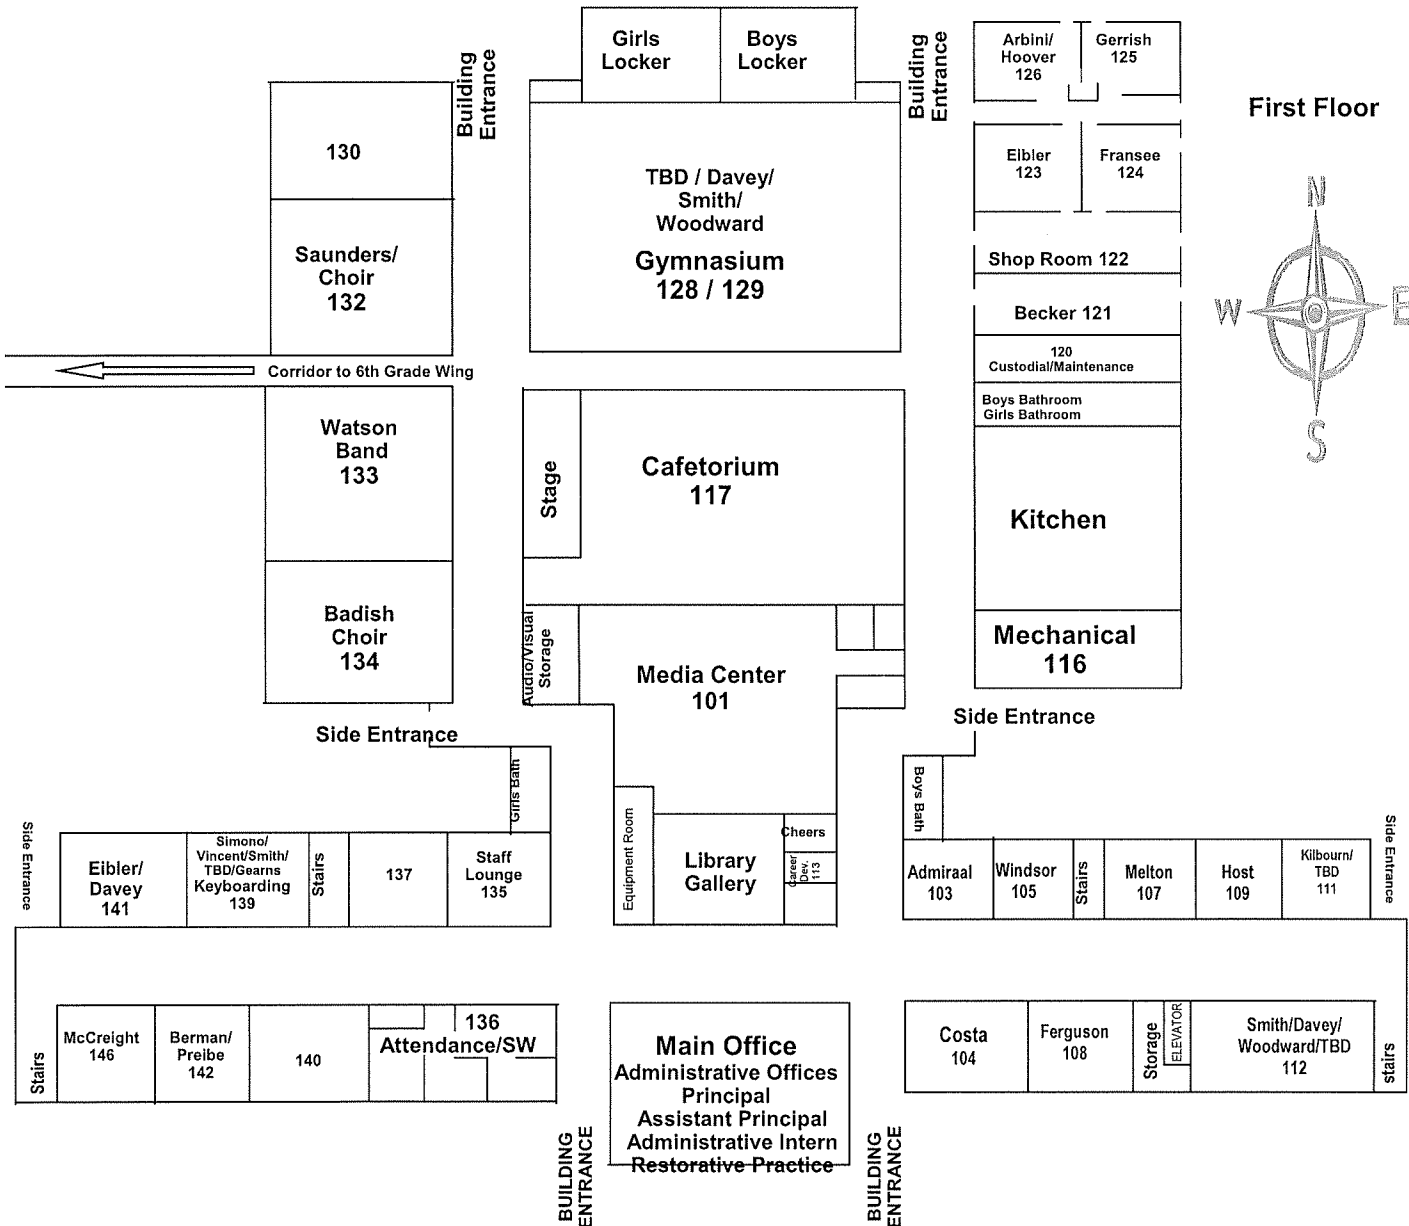 Girls
Locker
Boys
Locker
Building
Entrance
Building
Entrance
Arbini/
Hoover
126
Gerrish
125
First Floor
130
TBD / Davey/
Smith/
Woodward
Gymnasium
128 / 129
Elbler
123
Fransee
124
N
W
E
S
Saunders/
Choir
132
Shop Room 122
Becker 121
120
Custodial/Maintenance
Corridor to 6th Grade Wing
Boys Bathroom
Girls Bathroom
Watson
Band
133
Stage
Cafetorium
117
Kitchen
Badish
Choir
134
Audio/Visual
Storage
Media Center
101
Mechanical
116
Side Entrance
Side Entrance
Girls Bath
Boys Bath
Side Entrance
Eibler/
Davey
141
Simono/
Vincent/Smith/
TBD/Gearns
Keyboarding
139
Stairs
137
Staff
Lounge
135
Equipment Room
Library
Gallery
Cheers
Career
Dev.
113
Admiraal
103
Windsor
105
Stairs
Melton
107
Host
109
Kilbourn/
TBD
111
Side Entrance
Stairs
McCreight
146
Berman/
Preibe
142
140
136
Attendance/SW
Main Office
Administrative Offices
Principal
Assistant Principal
Administrative Intern
Restorative Practice
Costa
104
Ferguson
108
Storage
ELEVATOR
Smith/Davey/
Woodward/TBD
112
stairs
BUILDING
ENTRANCE
BUILDING
ENTRANCE